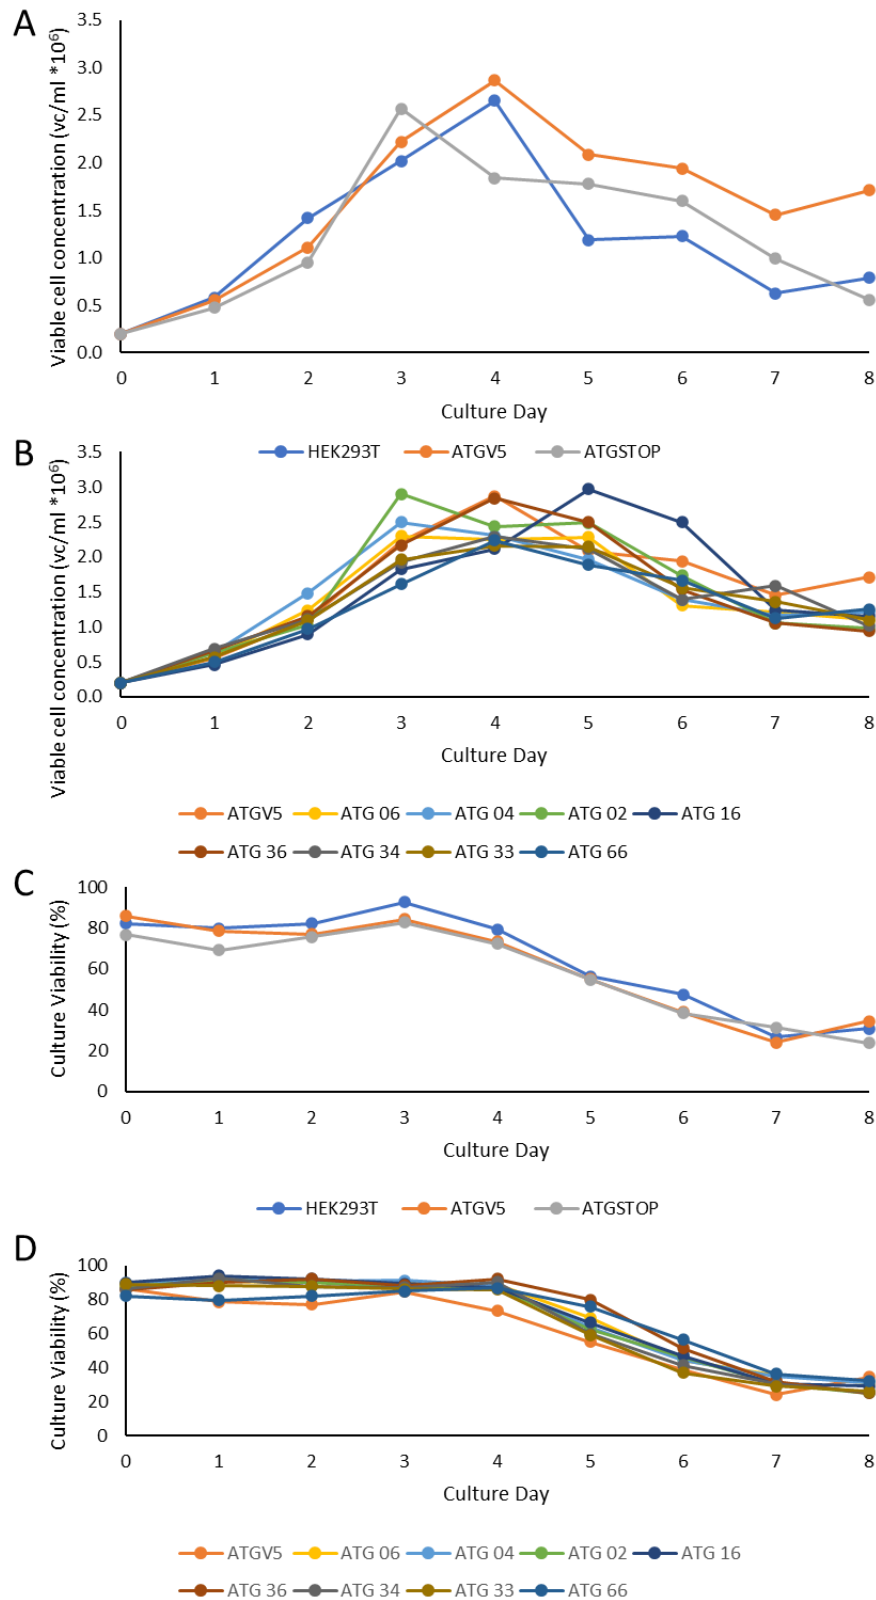 A
Viable cell concentration (vc/ml *10⁶)
3.5
3.0
2.5
2.0
1.5
1.0
0.5
0.0
0 1 2 3 4 5 6 7 8
Culture Day
HEK293T ATGV5 ATGSTOP
B
Viable cell concentration (vc/ml *10⁶)
3.5
3.0
2.5
2.0
1.5
1.0
0.5
0.0
0 1 2 3 4 5 6 7 8
Culture Day
ATGV5 ATG 06 ATG 04 ATG 02 ATG 16
ATG 36 ATG 34 ATG 33 ATG 66
C
Culture Viability (%)
100
80
60
40
20
0
0 1 2 3 4 5 6 7 8
Culture Day
HEK293T ATGV5 ATGSTOP
D
Culture Viability (%)
100
80
60
40
20
0
0 1 2 3 4 5 6 7 8
Culture Day
ATGV5 ATG 06 ATG 04 ATG 02 ATG 16
ATG 36 ATG 34 ATG 33 ATG 66